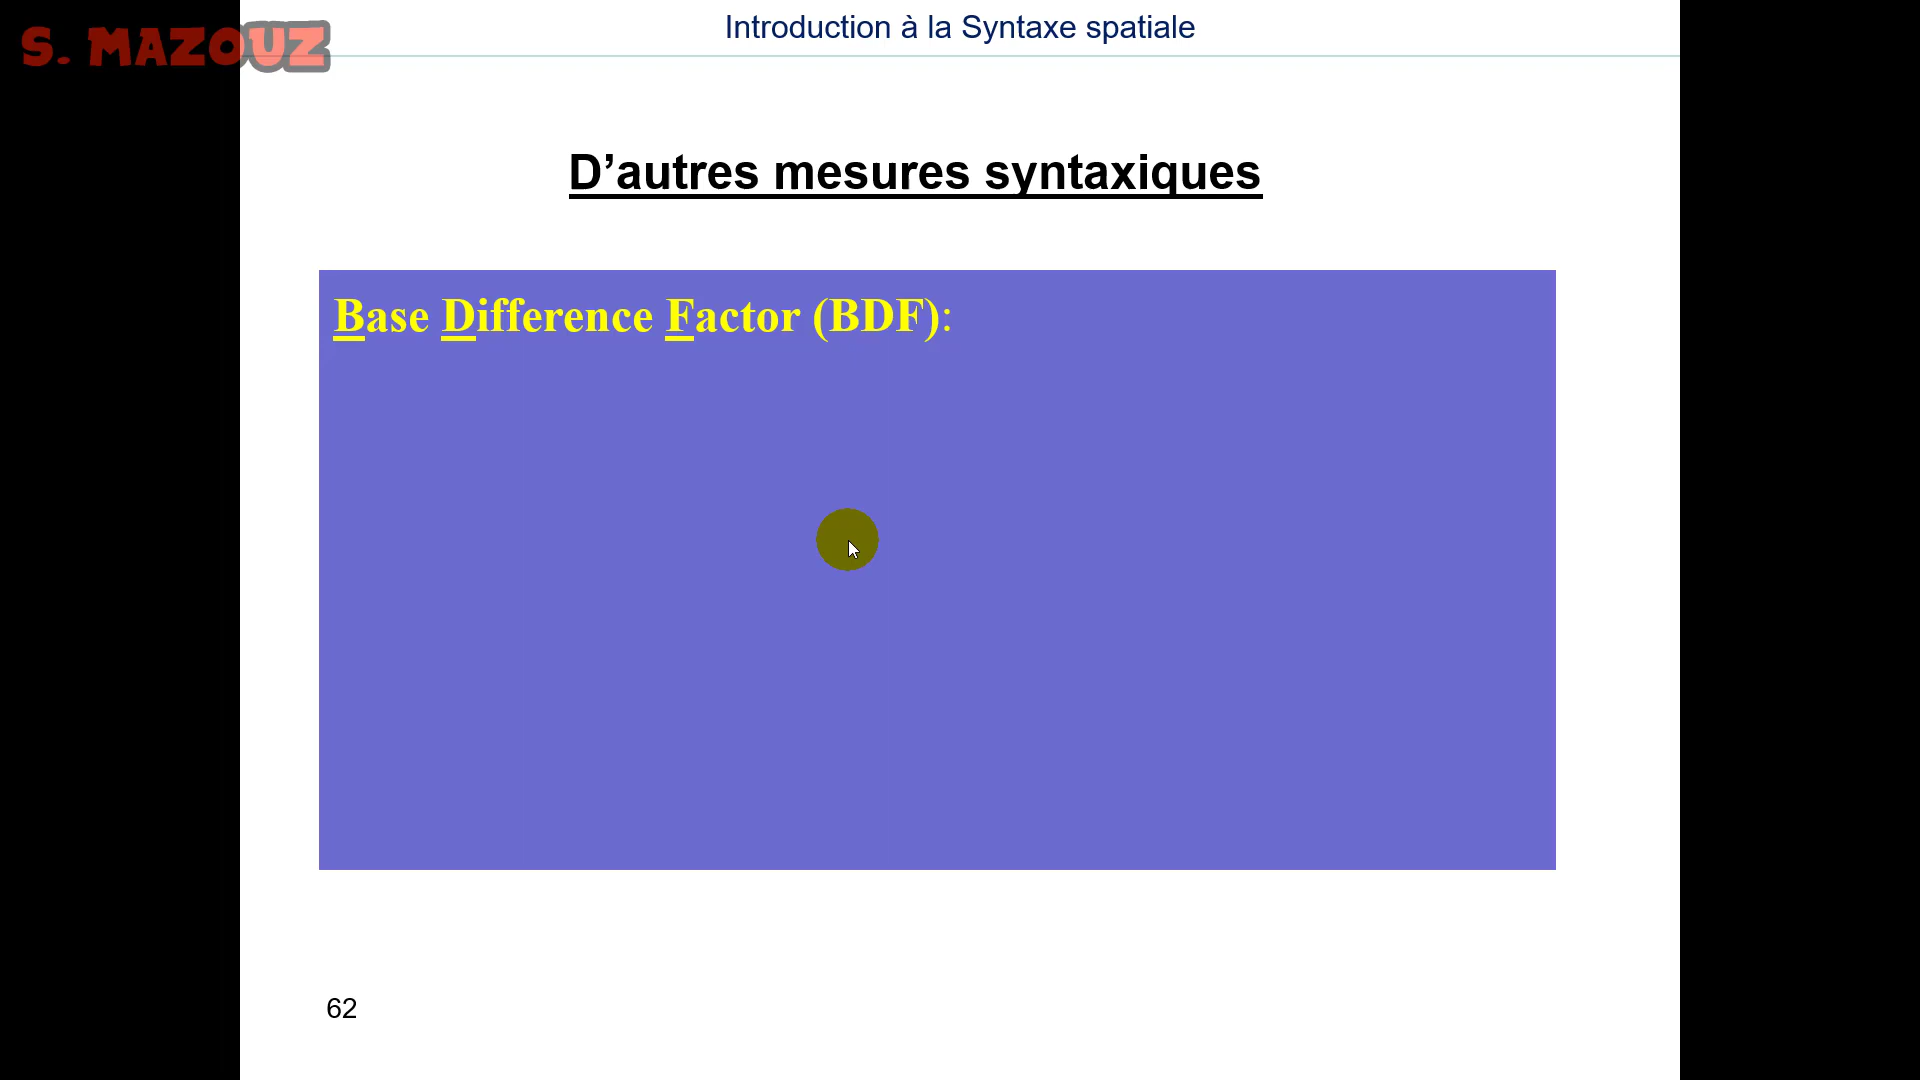 S. MAZOUZ
Introduction à la Syntaxe spatiale
D’autres mesures syntaxiques
Base Difference Factor (BDF):
62